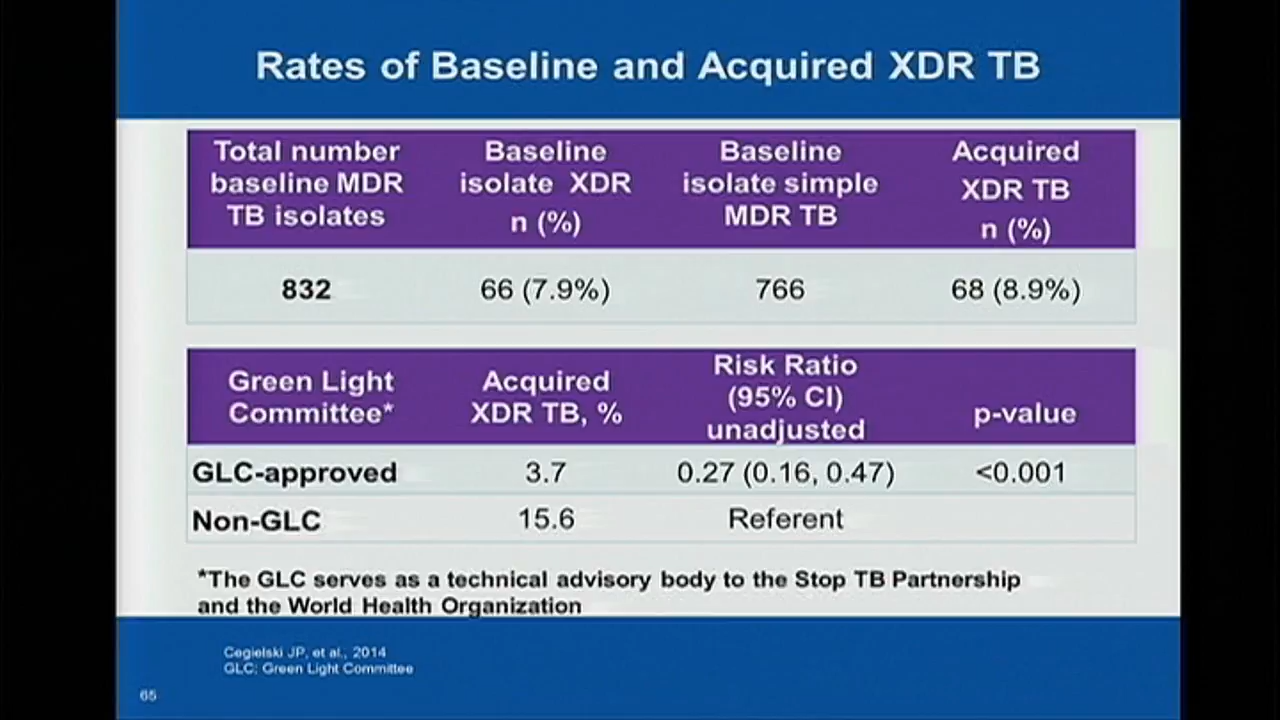 Rates of Baseline and Acquired XDR TB
Total number
baseline MDR
TB isolates
Baseline
isolate XDR
n (%)
Baseline
isolate simple
MDR TB
Acquired
XDR TB
n (%)
832
66 (7.9%)
766
68 (8.9%)
Green Light
Committee*
Acquired
XDR TB, %
Risk Ratio
(95% CI)
unadjusted
p-value
GLC-approved
3.7
0.27 (0.16, 0.47)
<0.001
Non-GLC
15.6
Referent
*The GLC serves as a technical advisory body to the Stop TB Partnership
and the World Health Organization
Cegielski JP, et al., 2014
GLC: Green Light Committee
65